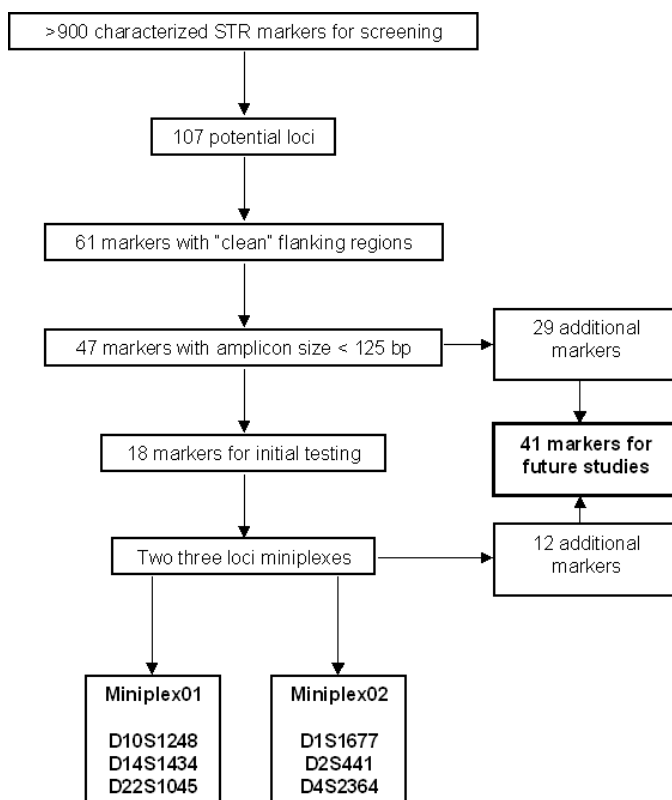 >900 characterized STR markers for screening
107 potential loci
61 markers with "clean" flanking regions
47 markers with amplicon size < 125 bp
29 additional
markers
18 markers for initial testing
41 markers for
future studies
Two three loci miniplexes
12 additional
markers
Miniplex01
D10S1248
D14S1434
D22S1045
Miniplex02
D1S1677
D2S441
D4S2364